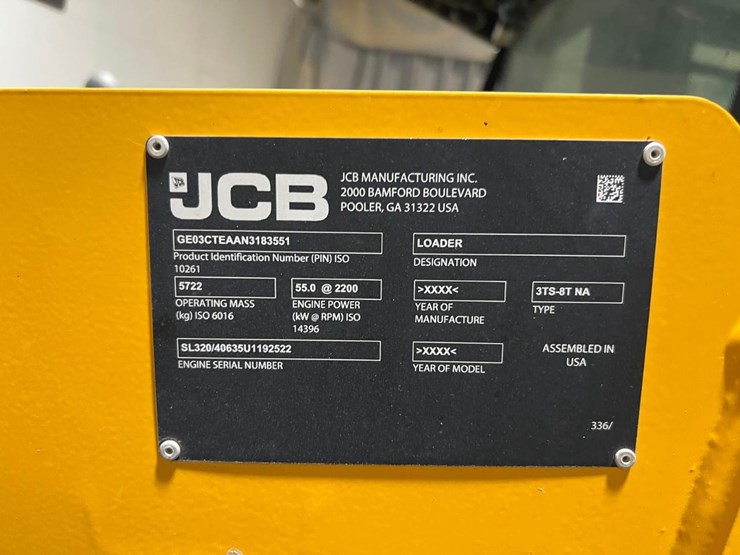 JCB
JCB MANUFACTURING INC.
2000 BAMFORD BOULEVARD
POOLER, GA 31322 USA
GE03CTEAAN3183551
Product Identification Number (PIN) ISO
10261
LOADER
DESIGNATION
5722
OPERATING MASS
(kg) ISO 6016
55.0 @ 2200
ENGINE POWER
(kW @ RPM) ISO
14396
>XXXX<
YEAR OF
MANUFACTURE
3TS-8T NA
TYPE
SL320/40635U1192522
ENGINE SERIAL NUMBER
>XXXX<
YEAR OF MODEL
ASSEMBLED IN
USA
336/